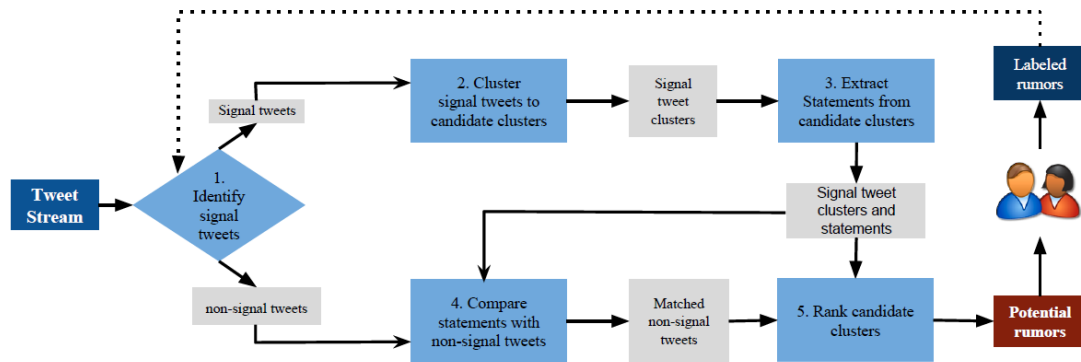 Tweet
Stream
1.
Identify
signal
tweets
Signal tweets
2. Cluster
signal tweets to
candidate clusters
Signal
tweet
clusters
3. Extract
Statements from
candidate clusters
Labeled
rumors
Signal tweet
clusters and
statements
non-signal tweets
4. Compare
statements with
non-signal tweets
Matched
non-signal
tweets
5. Rank candidate
clusters
Potential
rumors